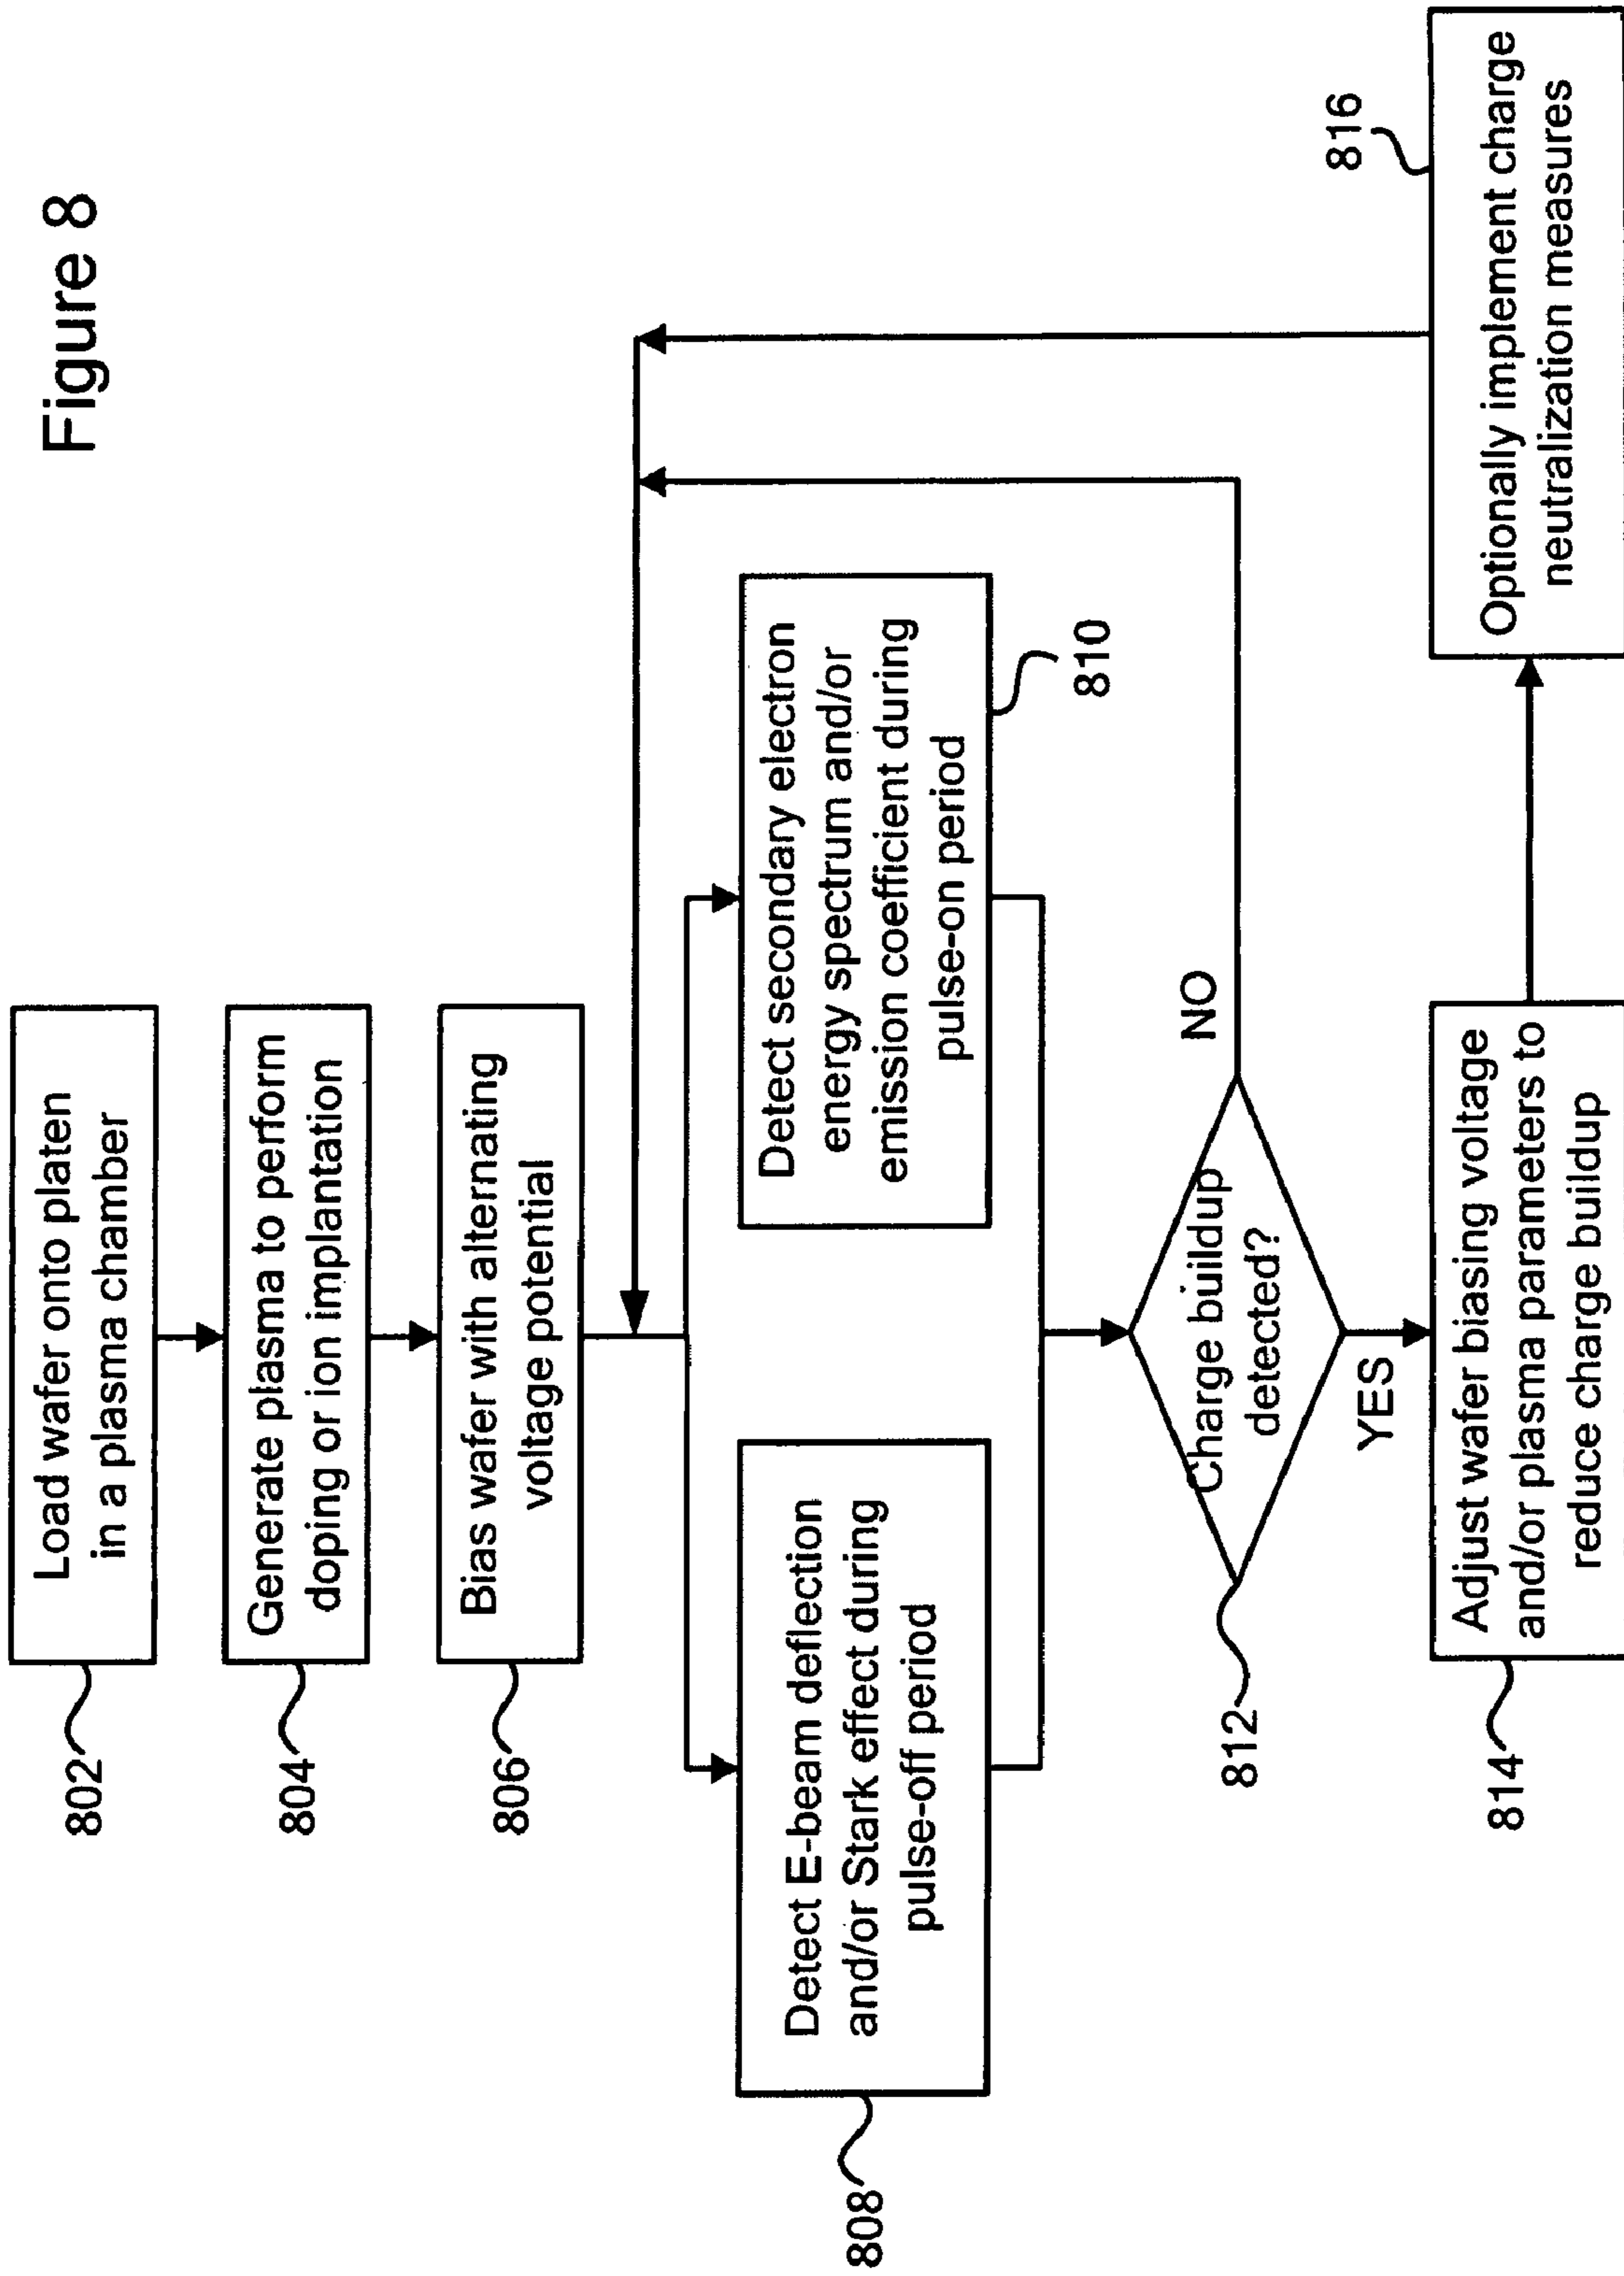 Figure 8
802
Load wafer onto platen
in a plasma chamber
804
Generate plasma to perform
doping or ion implantation
806
Bias wafer with alternating
voltage potential
808
Detect E-beam deflection
and/or Stark effect during
pulse-off period
Detect secondary electron
energy spectrum and/or
emission coefficient during
pulse-on period
810
812
Charge buildup
detected?
NO
YES
814
Adjust wafer biasing voltage
and/or plasma parameters to
reduce charge buildup
816
Optionally implement charge
neutralization measures